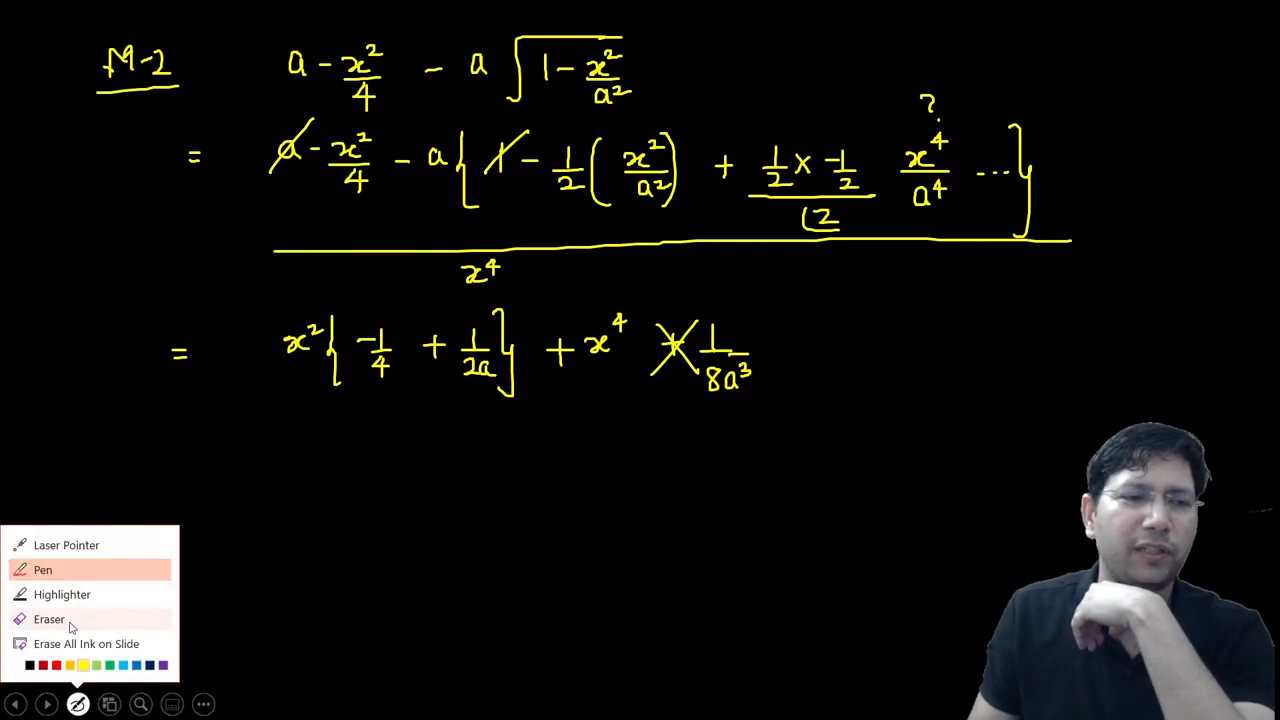 M-2 a - x²/4 - a √(1 - x²/a²)
?
= a - x²/4 - a { 1 - 1/2 ( x²/a² ) + (1/2 × -1/2)/(2 x⁴/a⁴ ... }
x⁴
= x² { -1/4 + 1/2a } + x⁴ × 1/8a³
Laser Pointer
Pen
Highlighter
Eraser
Erase All Ink on Slide